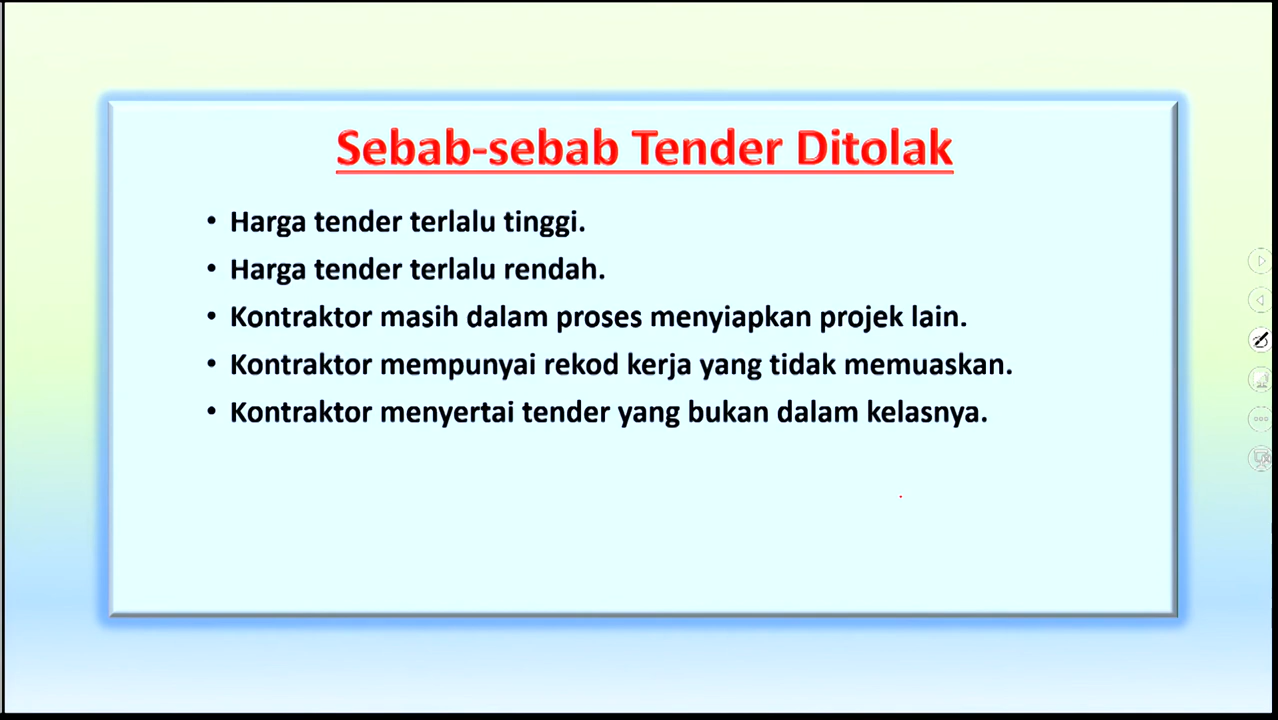 Sebab-sebab Tender Ditolak
• Harga tender terlalu tinggi.
• Harga tender terlalu rendah.
• Kontraktor masih dalam proses menyiapkan projek lain.
• Kontraktor mempunyai rekod kerja yang tidak memuaskan.
• Kontraktor menyertai tender yang bukan dalam kelasnya.